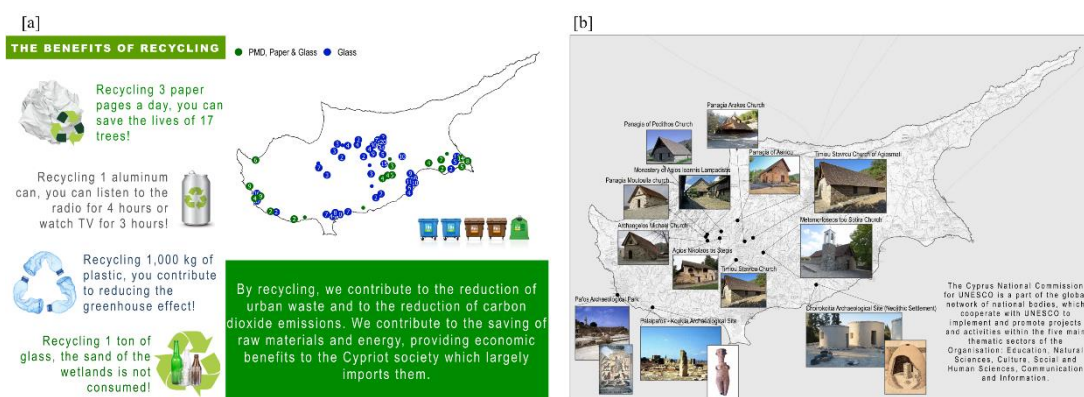 [a]
THE BENEFITS OF RECYCLING
PMD, Paper & Glass
Glass
Recycling 3 paper
pages a day, you can
save the lives of 17
trees!
Recycling 1 aluminum
can, you can listen to the
radio for 4 hours or
watch TV for 3 hours!
Recycling 1,000 kg of
plastic, you contribute
to reducing the
greenhouse effect!
Recycling 1 ton of
glass, the sand of the
wetlands is not
consumed!
By recycling, we contribute to the reduction of
urban waste and to the reduction of carbon
dioxide emissions. We contribute to the saving of
raw materials and energy, providing economic
benefits to the Cypriot society which largely
imports them.
[b]
Panagia Arakos Church
Panagia of Podithos Church
Panagia of Asinou
Timiou Stavrou Church of Agiasmati
Monastery of Agios Ioannis Lampadistis
Panagia Moutoulla church
Metamorfoseos tou Sotira Church
Archangelos Michael Church
Agios Nikolaos tis Stegis
Timiou Stavrou Church
Pafos Archaeological Park
Palaipafos - Kouklia Archaeological Site
Choirokoitia Archaeological Site (Neolithic Settlement)
The Cyprus National Commission
for UNESCO is a part of the global
network of national bodies, which
cooperate with UNESCO to
implement and promote projects
and activities within the five main
thematic sectors of the
Organisation: Education, Natural
Sciences, Culture, Social and
Human Sciences, Communication
and Information.